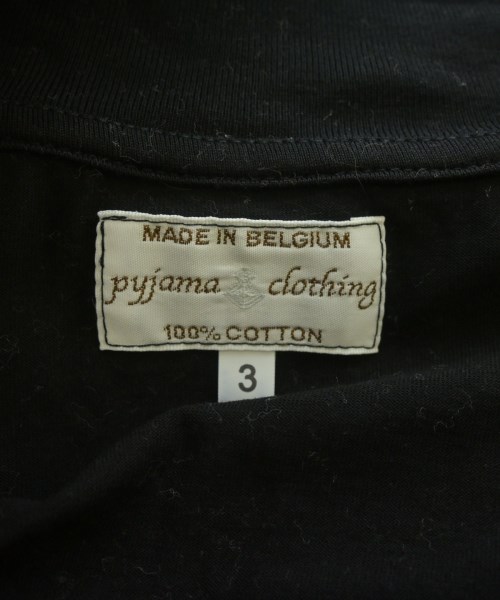 MADE IN BELGIUM
pyjama clothing
100% COTTON
3